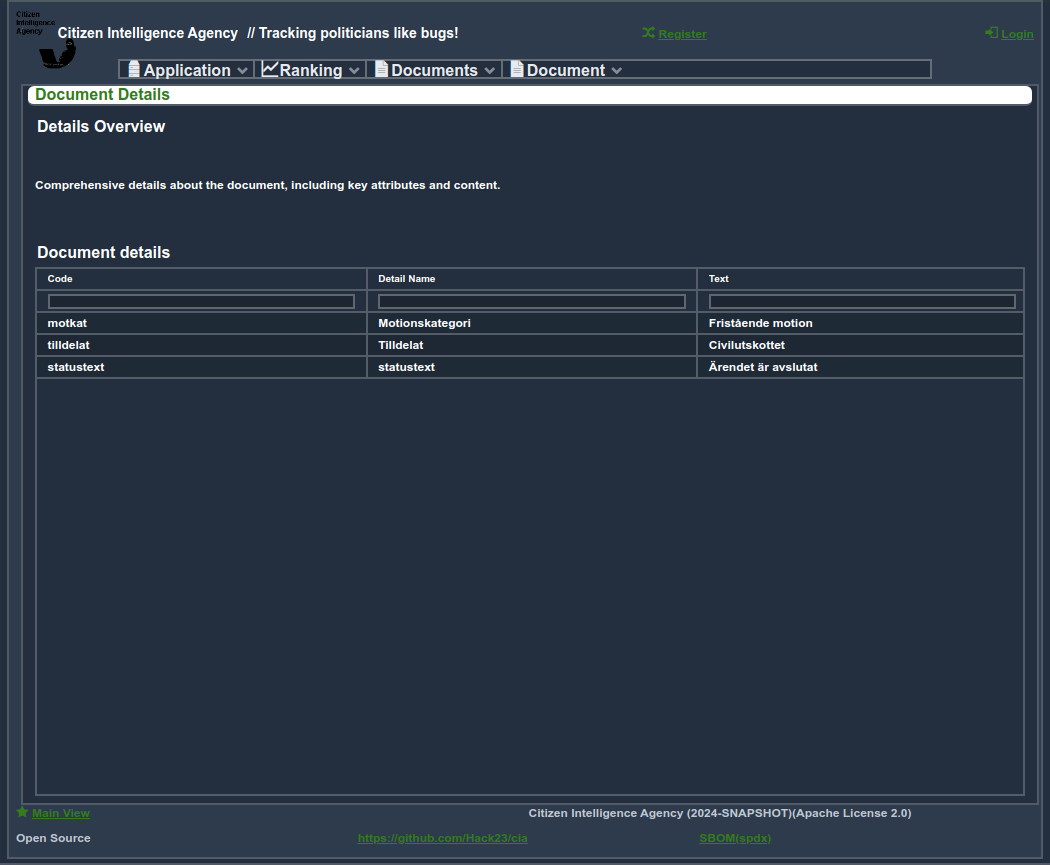 Citizen
Intelligence
Agency
Citizen Intelligence Agency // Tracking politicians like bugs!
Register
Login
Application
Ranking
Documents
Document
Document Details
Details Overview
Comprehensive details about the document, including key attributes and content.
Document details
Code Detail Name Text
motkat Motionskategori Fristående motion
tilldelat Tilldelat Civilutskottet
statustext statustext Ärendet är avslutat
Main View
Citizen Intelligence Agency (2024-SNAPSHOT)(Apache License 2.0)
Open Source
https://github.com/Hack23/cia
SBOM(spdx)